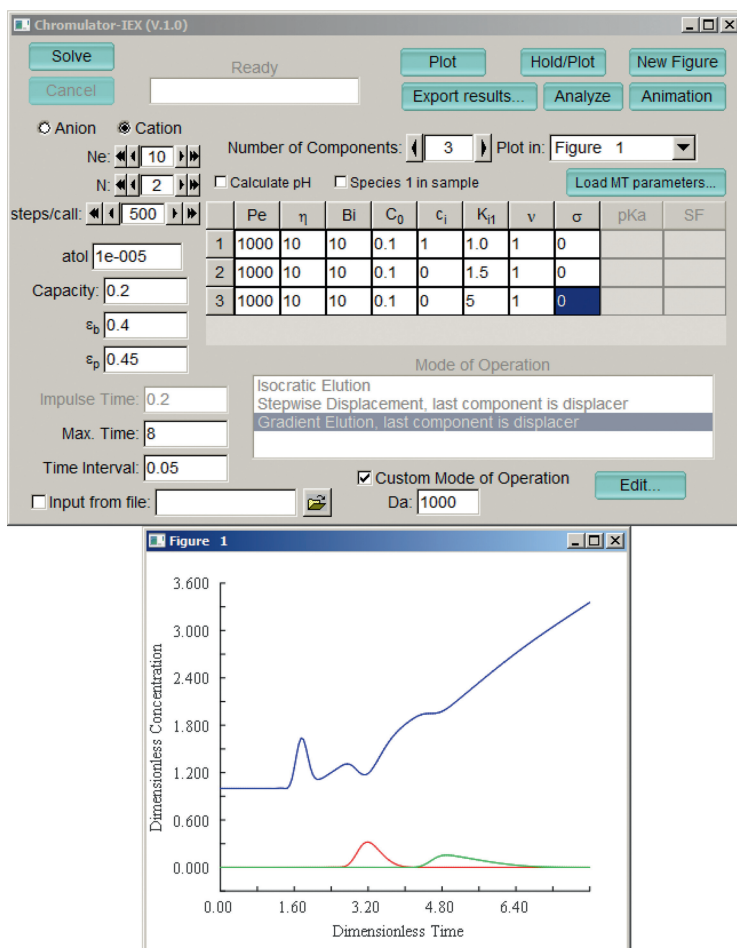 Chromulator-IEX (V.1.0)
Solve
Ready
Plot
Hold/Plot
New Figure
Cancel
Export results...
Analyze
Animation
Anion
Cation
Ne: 10
Number of Components: 3
Plot in: Figure 1
N: 2
Calculate pH
Species 1 in sample
Load MT parameters...
steps/call: 500
Pe η Bi C₀ cᵢ Kᵢ₁ ν σ pKa SF
1 1000 10 10 0.1 1 1.0 1 0
2 1000 10 10 0.1 0 1.5 1 0
3 1000 10 10 0.1 0 5 1 0
atol 1e-005
Capacity: 0.2
εb 0.4
εp 0.45
Mode of Operation
Isocratic Elution
Stepwise Displacement, last component is displacer
Gradient Elution, last component is displacer
Impulse Time: 0.2
Max. Time: 8
Time Interval: 0.05
Custom Mode of Operation
Edit...
Input from file:
Da: 1000
Figure 1
3.600
3.000
2.400
1.800
1.200
0.600
0.000
Dimensionless Concentration
0.00 1.60 3.20 4.80 6.40
Dimensionless Time